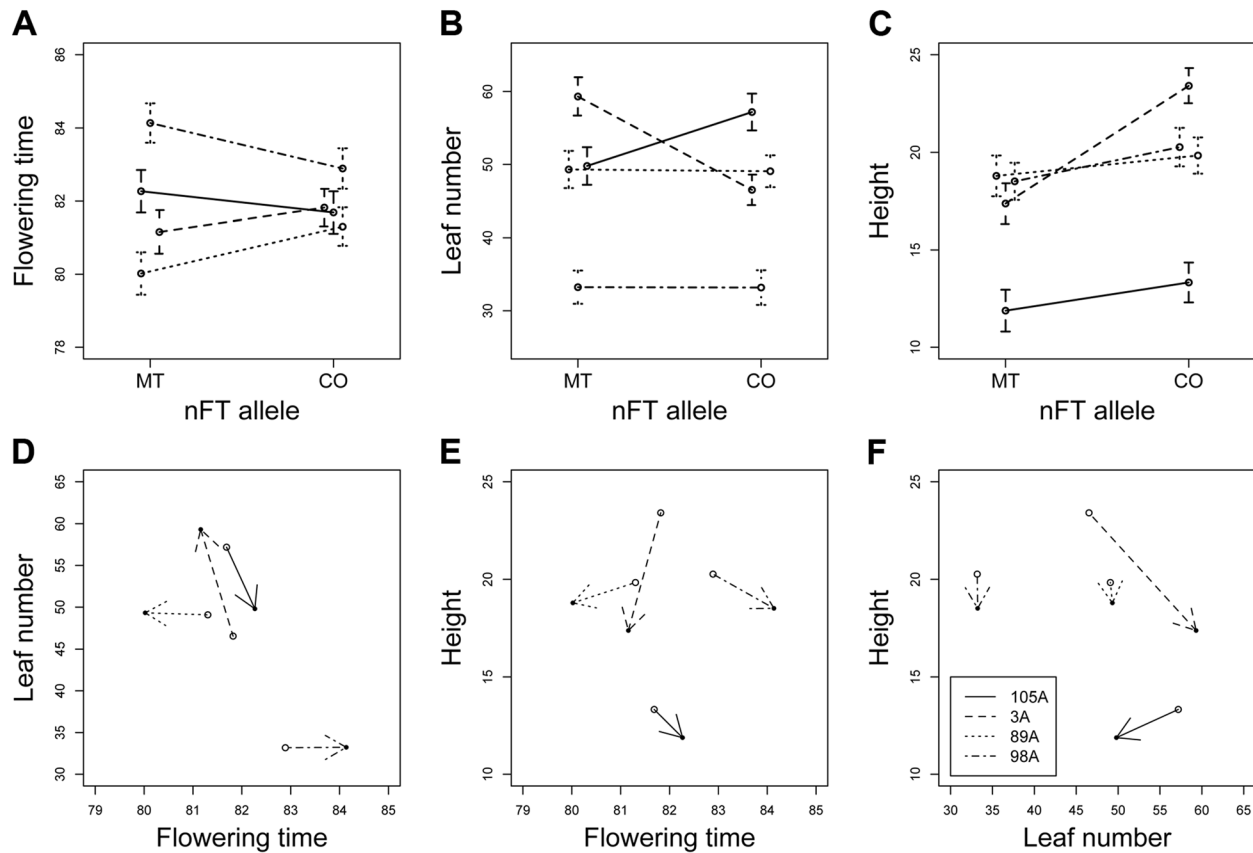 A
86
84
82
80
78
Flowering time
MT
CO
nFT allele
B
60
50
40
30
Leaf number
MT
CO
nFT allele
C
25
20
15
10
Height
MT
CO
nFT allele
D
65
60
55
50
45
40
35
30
Leaf number
79 80 81 82 83 84 85
Flowering time
E
25
20
15
10
Height
79 80 81 82 83 84 85
Flowering time
F
25
20
15
10
Height
105A
3A
89A
98A
30 35 40 45 50 55 60 65
Leaf number